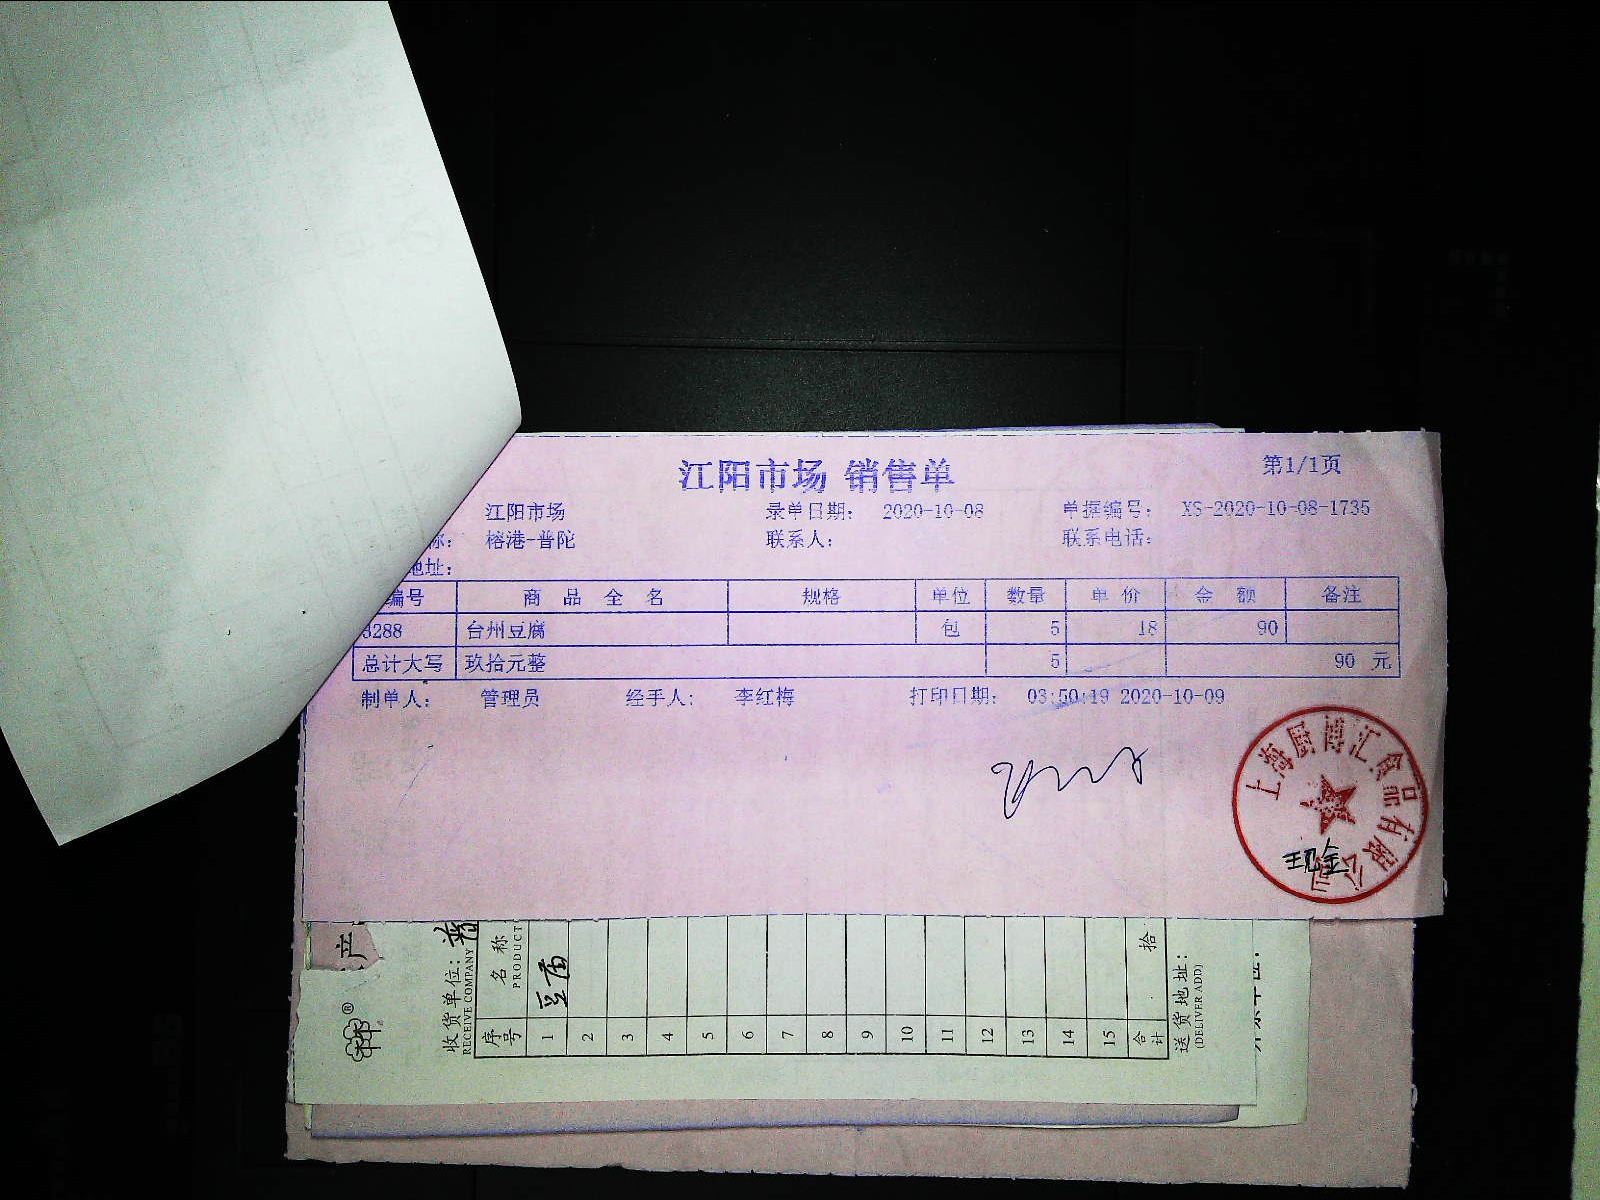 江阳市场 销售单
第1/1页
江阳市场 录单日期: 2020-10-08 单据编号: XS-2020-10-08-1735
称: 榕港-普陀 联系人: 联系电话:
地址:
编号 商品全名 规格 单位 数量 单价 金额 备注
3288 台州豆腐 包 5 18 90
总计大写 玖拾元整 5 90 元
制单人: 管理员 经手人: 李红梅 打印日期: 03:50:49 2020-10-09
上海厨博汇食品有限公司
产
收货单位: 普
RECEIVE COMPANY
序号 名称
PRODUCT
1 豆腐
2
3
4
5
6
7
8
9
10
11
12
13
14
15
合计 拾
送货地址:
(DELIVER ADD)